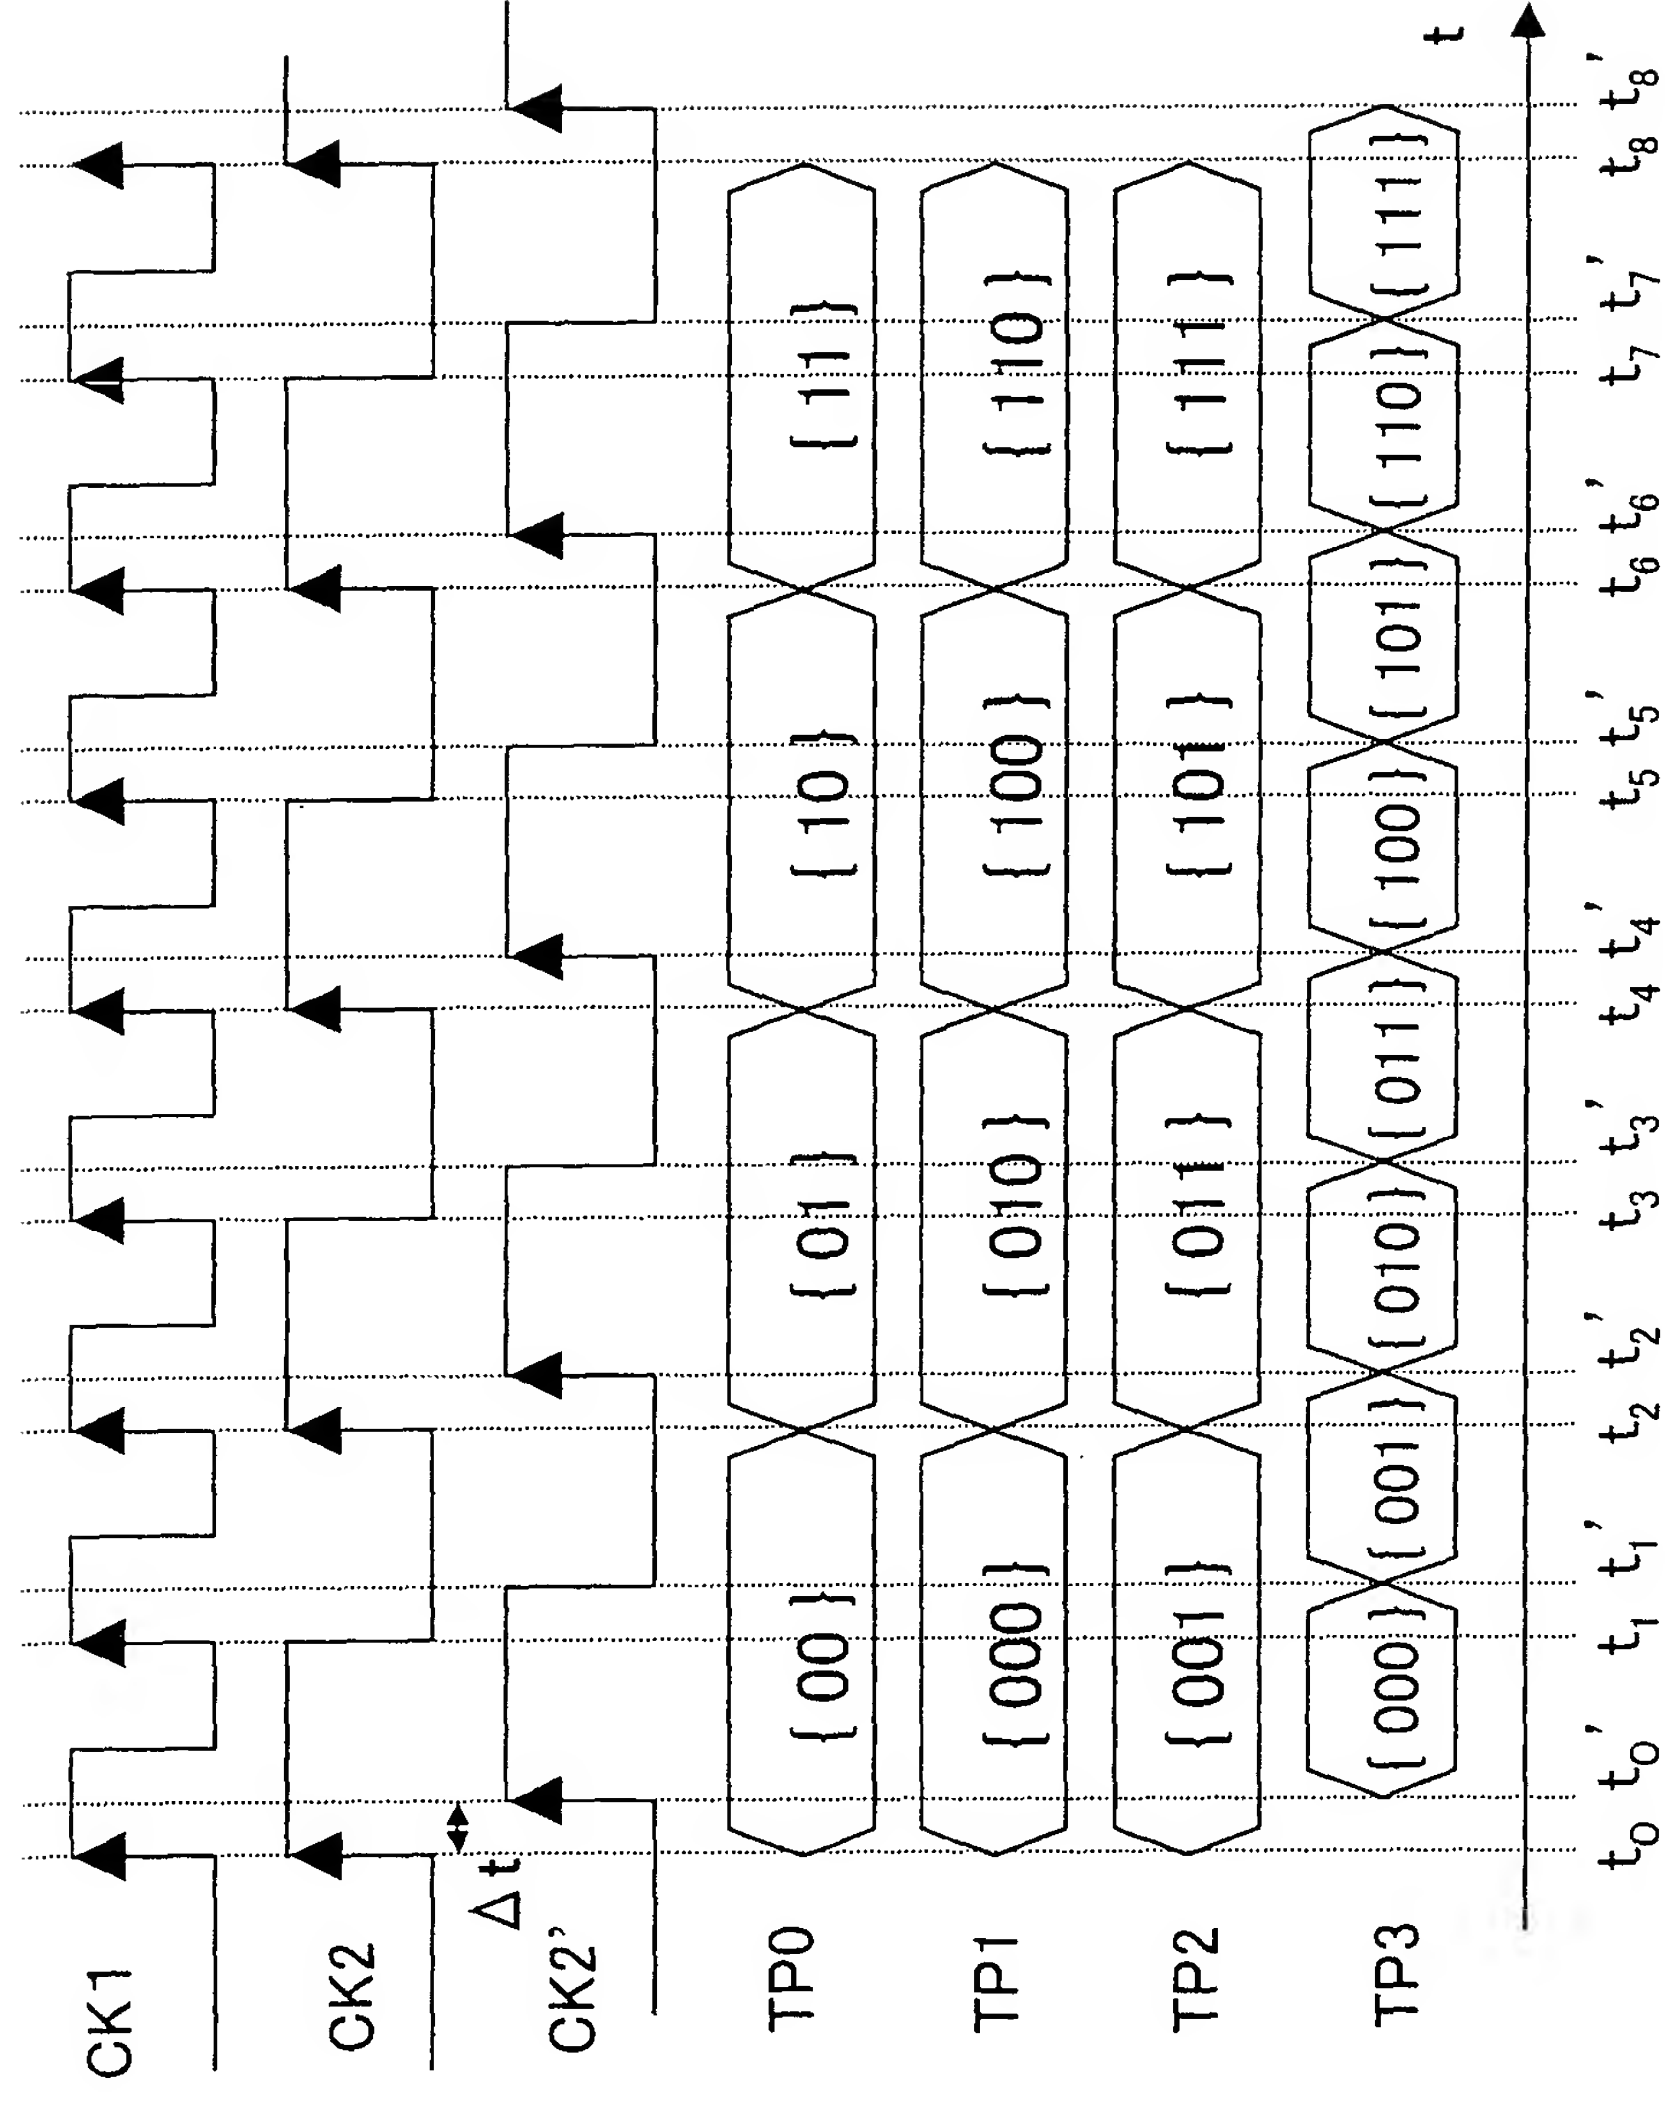 CK1
CK2
Δt
CK2'
TP0 { 00 } { 01 } { 10 } { 11 }
TP1 { 000 } { 010 } { 100 } { 110 }
TP2 { 001 } { 011 } { 101 } { 111 }
TP3 { 000 } { 001 } { 010 } { 011 } { 100 } { 101 } { 110 } { 111 }
t
t0 t0' t1 t1' t2 t2' t3 t3' t4 t4' t5 t5' t6 t6' t7 t7' t8 t8'